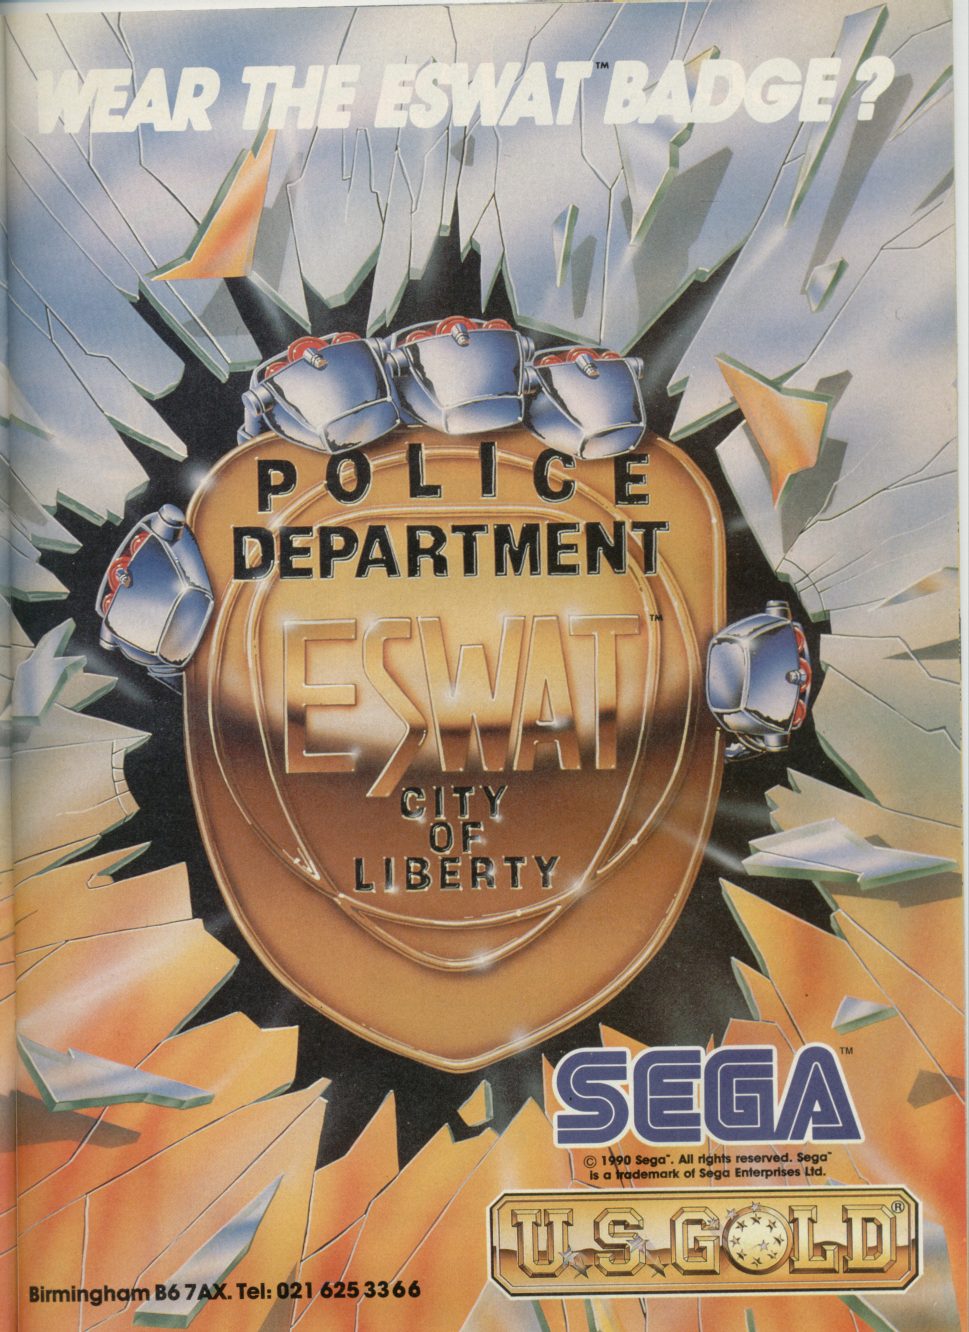 WEAR THE ESWAT™ BADGE?
POLICE
DEPARTMENT
ESWAT™
CITY
OF
LIBERTY
SEGA™
© 1990 Sega™. All rights reserved. Sega™
is a trademark of Sega Enterprises Ltd.
U.S. GOLD®
Birmingham B6 7AX. Tel: 021 625 3366